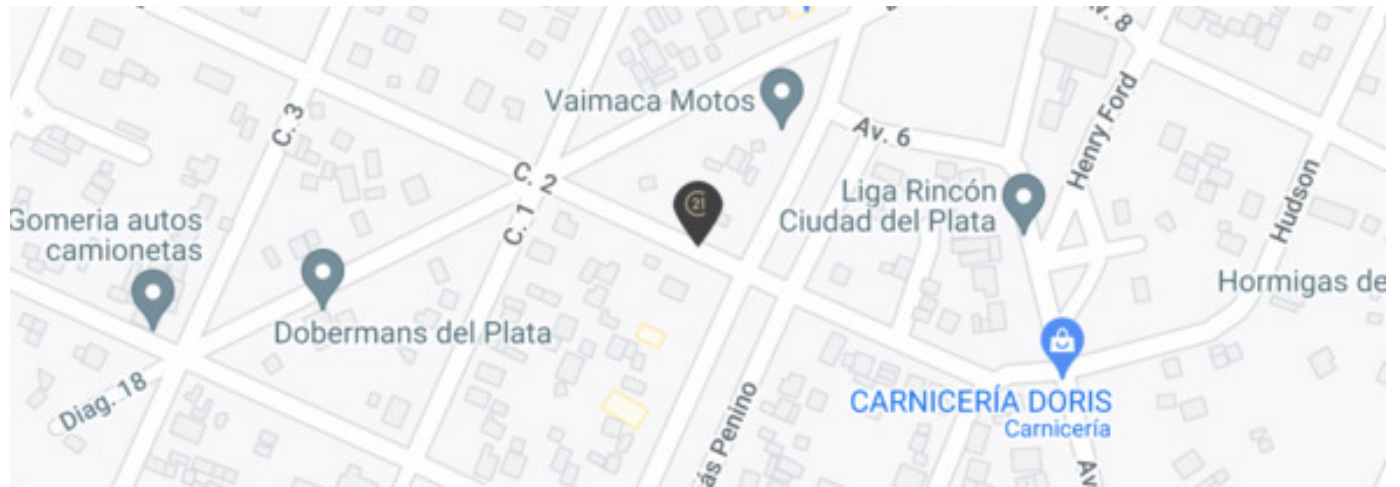 Av. 8
Vaimaca Motos
C. 3
Av. 6
Henry Ford
C. 2
21
Liga Rincón
Ciudad del Plata
Hudson
Gomeria autos
camionetas
C. 1
Hormigas de
Dobermans del Plata
Diag. 18
CARNICERÍA DORIS
Carnicería
ás Penino
Av